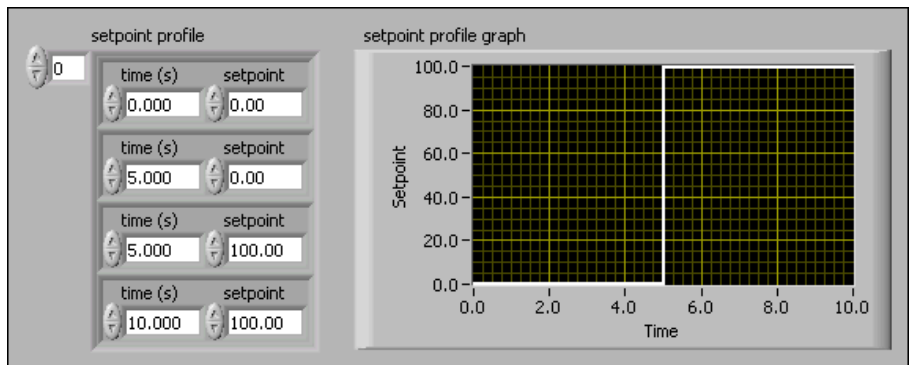 setpoint profile
0
time (s) setpoint
0.000 0.00
time (s) setpoint
5.000 0.00
time (s) setpoint
5.000 100.00
time (s) setpoint
10.000 100.00
setpoint profile graph
100.0
80.0
60.0
40.0
20.0
0.0
Setpoint
0.0 2.0 4.0 6.0 8.0 10.0
Time